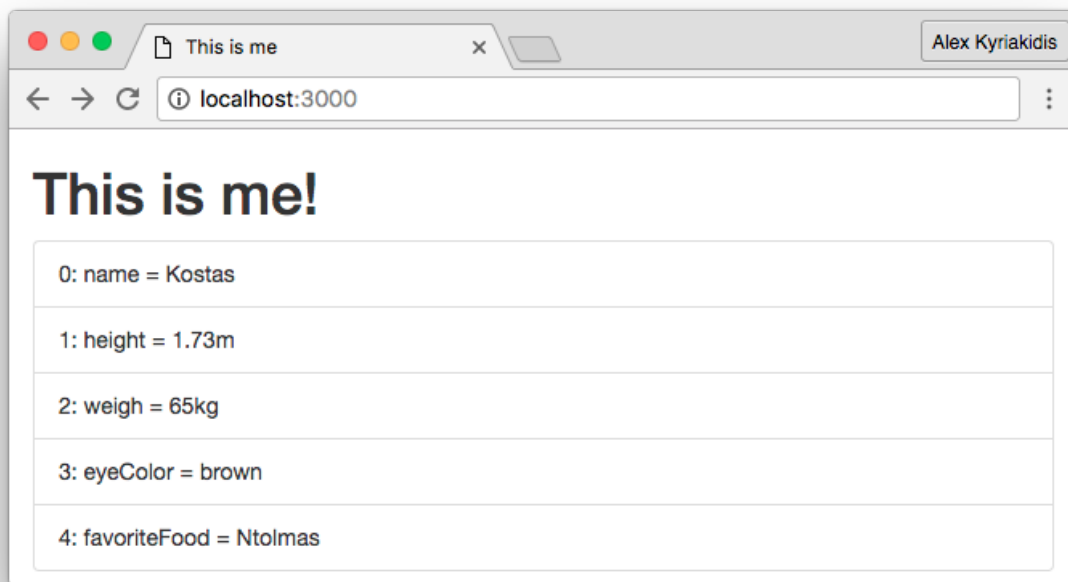 This is me
Alex Kyriakidis
localhost:3000
This is me!
0: name = Kostas
1: height = 1.73m
2: weigh = 65kg
3: eyeColor = brown
4: favoriteFood = Ntolmas